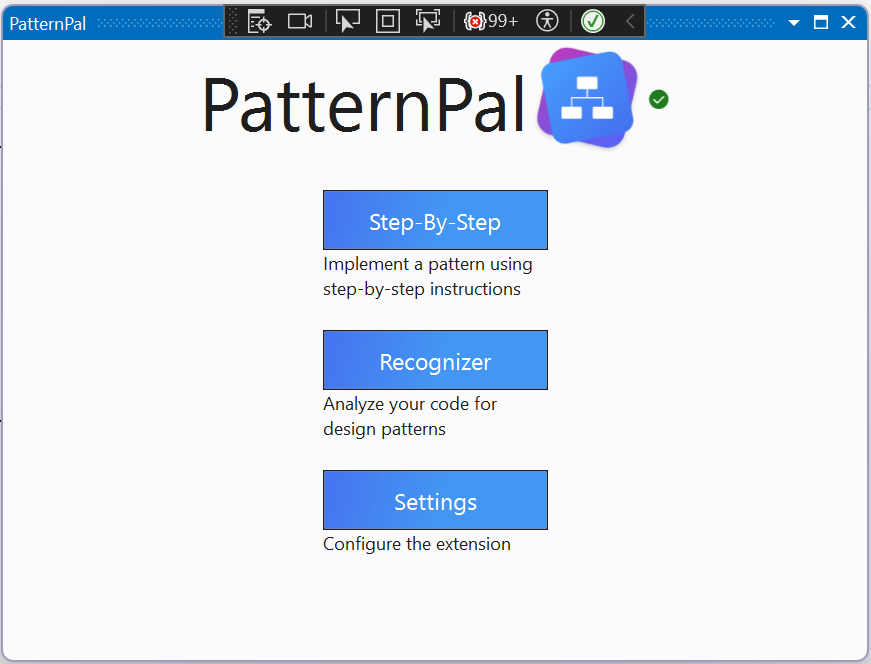 PatternPal
99+
PatternPal
Step-By-Step
Implement a pattern using
step-by-step instructions
Recognizer
Analyze your code for
design patterns
Settings
Configure the extension